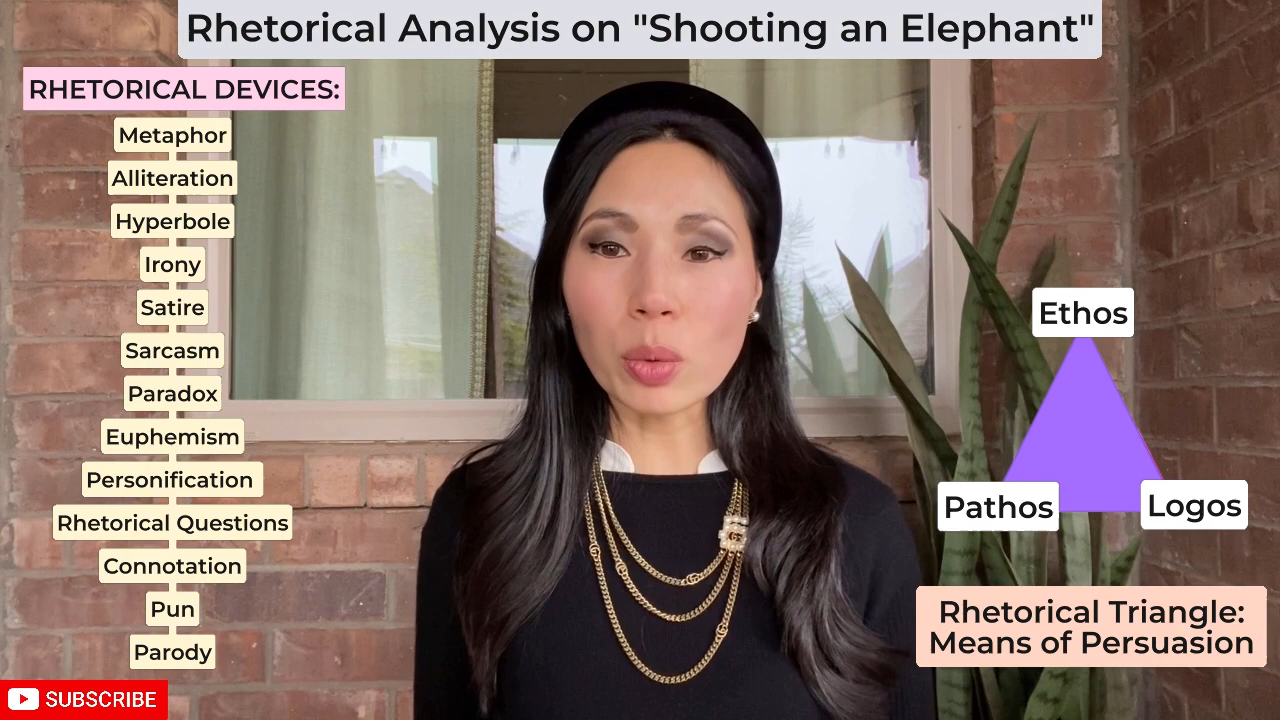 Rhetorical Analysis on "Shooting an Elephant"
RHETORICAL DEVICES:
Metaphor
Alliteration
Hyperbole
Irony
Satire
Sarcasm
Paradox
Euphemism
Personification
Rhetorical Questions
Connotation
Pun
Parody
SUBSCRIBE
Ethos
Pathos
Logos
Rhetorical Triangle:
Means of Persuasion